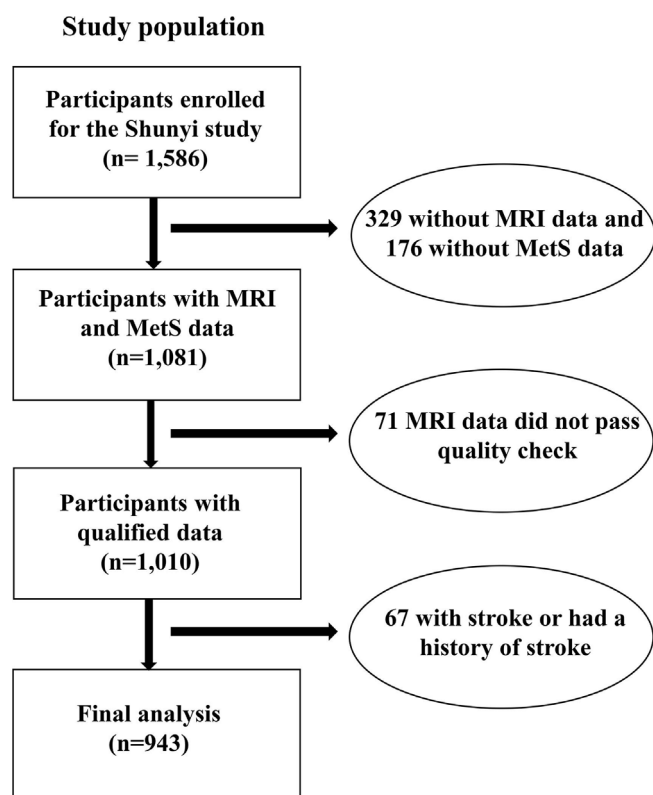 Study population
Participants enrolled
for the Shunyi study
(n= 1,586)
329 without MRI data and
176 without MetS data
Participants with MRI
and MetS data
(n=1,081)
71 MRI data did not pass
quality check
Participants with
qualified data
(n=1,010)
67 with stroke or had a
history of stroke
Final analysis
(n=943)